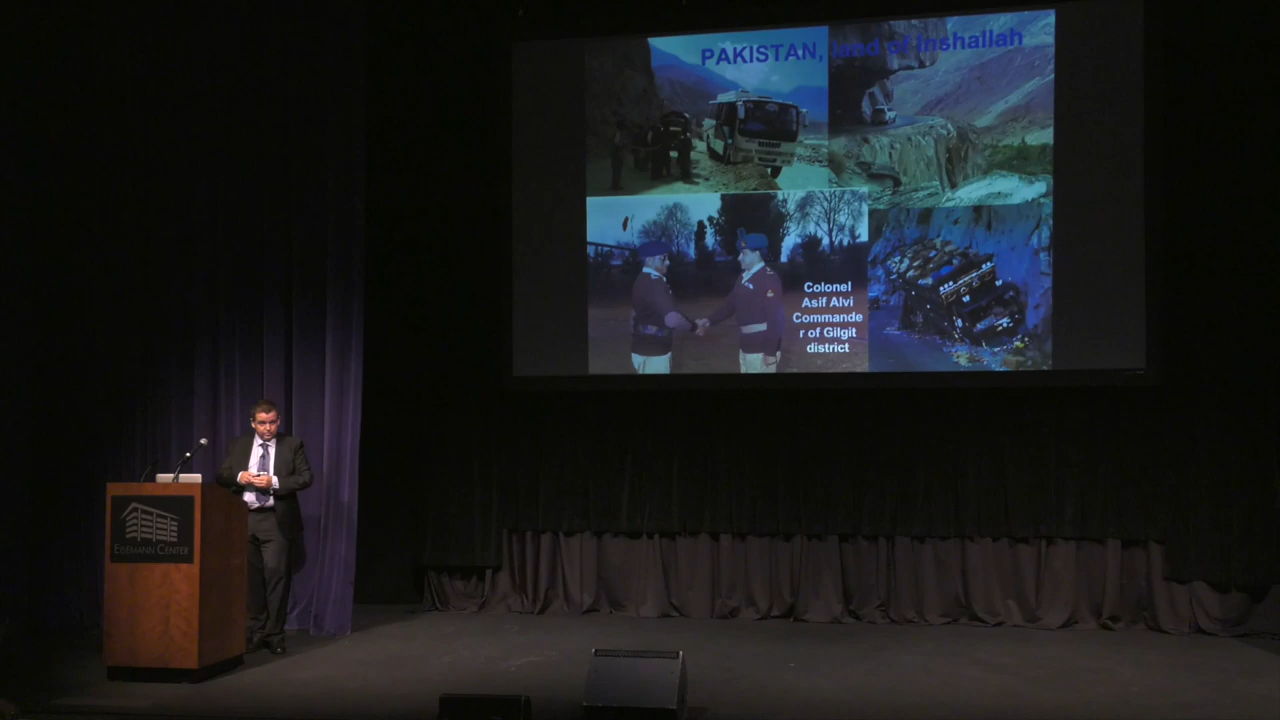 PAKISTAN, land of Inshallah
Colonel
Asif Alvi
Commande
r of Gilgit
district
EISEMANN CENTER